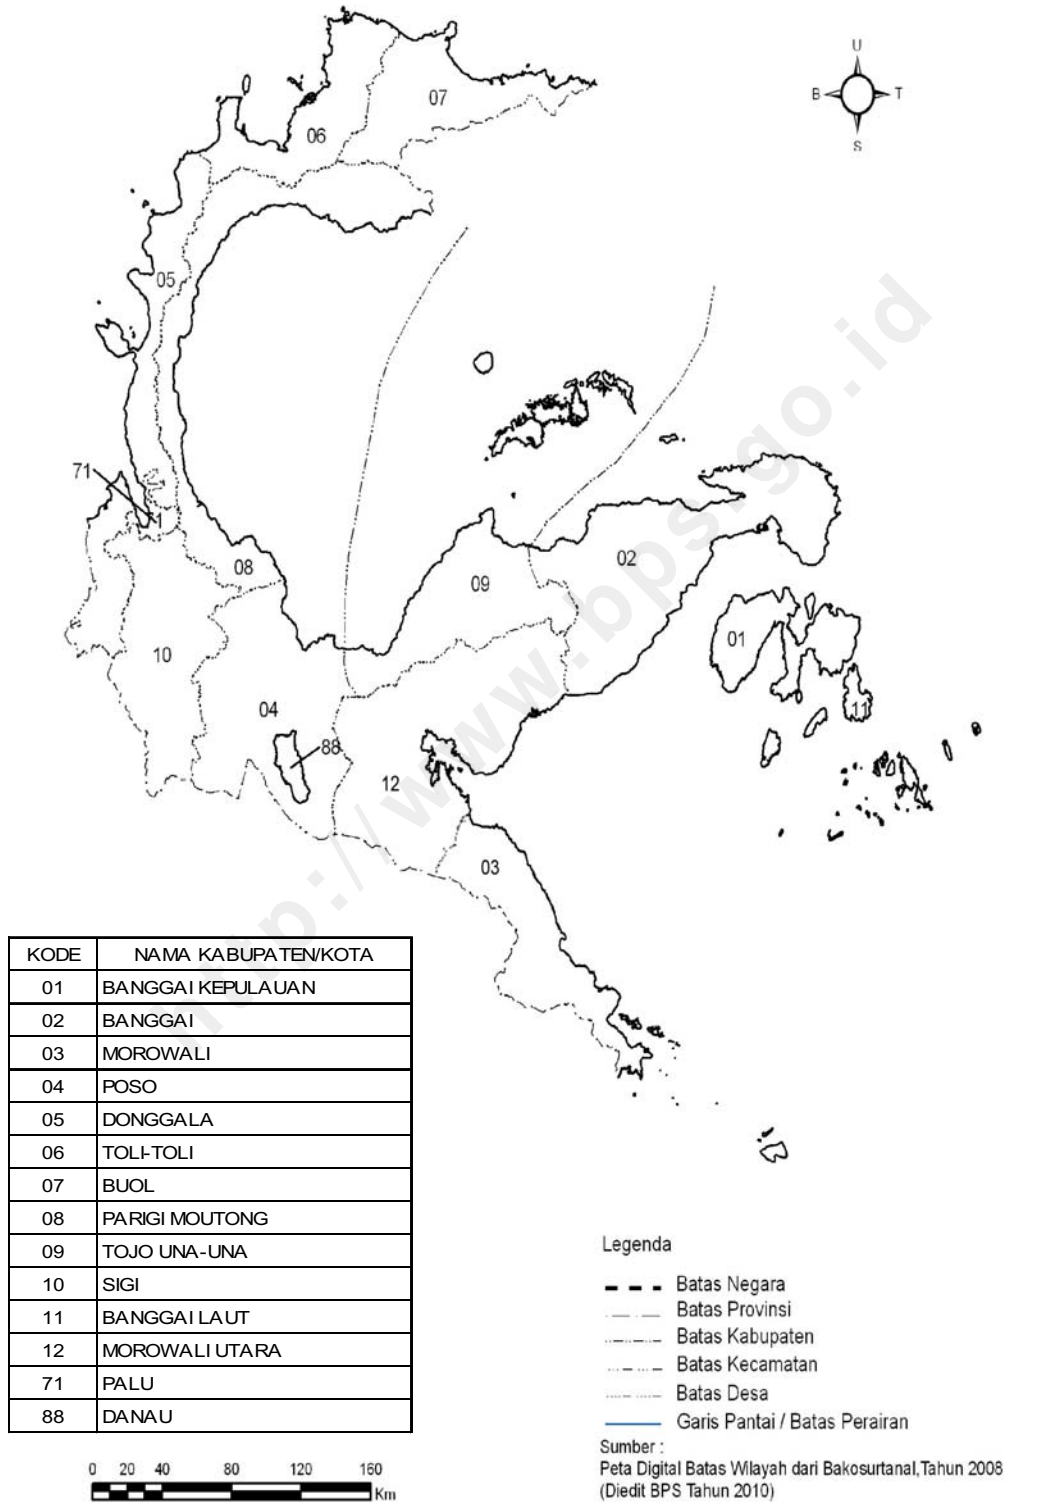 U
B T
S
07
06
05
71
71
08
02
09
01
10
04
11
88
12
03
http://www.bps.go.id
KODE NAMA KABUPATEN/KOTA
01 BANGGAI KEPULAUAN
02 BANGGAI
03 MOROWALI
04 POSO
05 DONGGALA
06 TOLI-TOLI
07 BUOL
08 PARIGI MOUTONG
09 TOJO UNA-UNA
10 SIGI
11 BANGGAI LAUT
12 MOROWALI UTARA
71 PALU
88 DANAU
0 20 40 80 120 160
Km
Legenda
Batas Negara
Batas Provinsi
Batas Kabupaten
Batas Kecamatan
Batas Desa
Garis Pantai / Batas Perairan
Sumber :
Peta Digital Batas Wilayah dari Bakosurtanal,Tahun 2008
(Diedit BPS Tahun 2010)